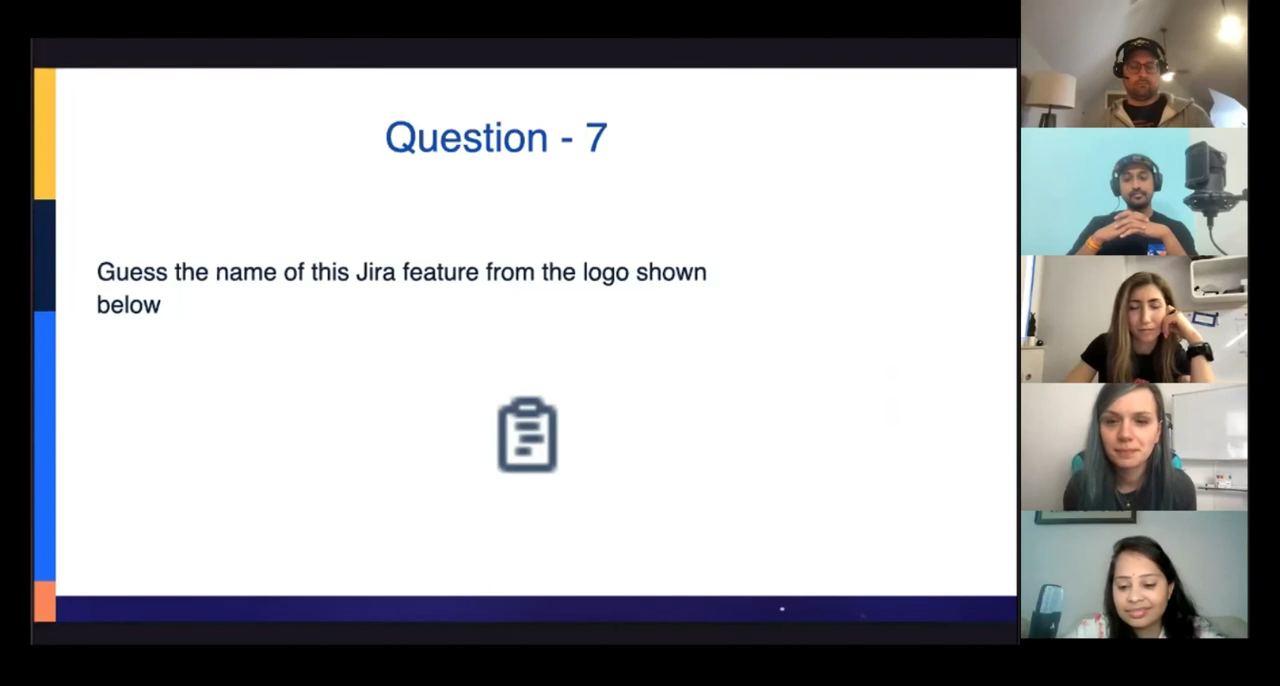 Question - 7
Guess the name of this Jira feature from the logo shown
below